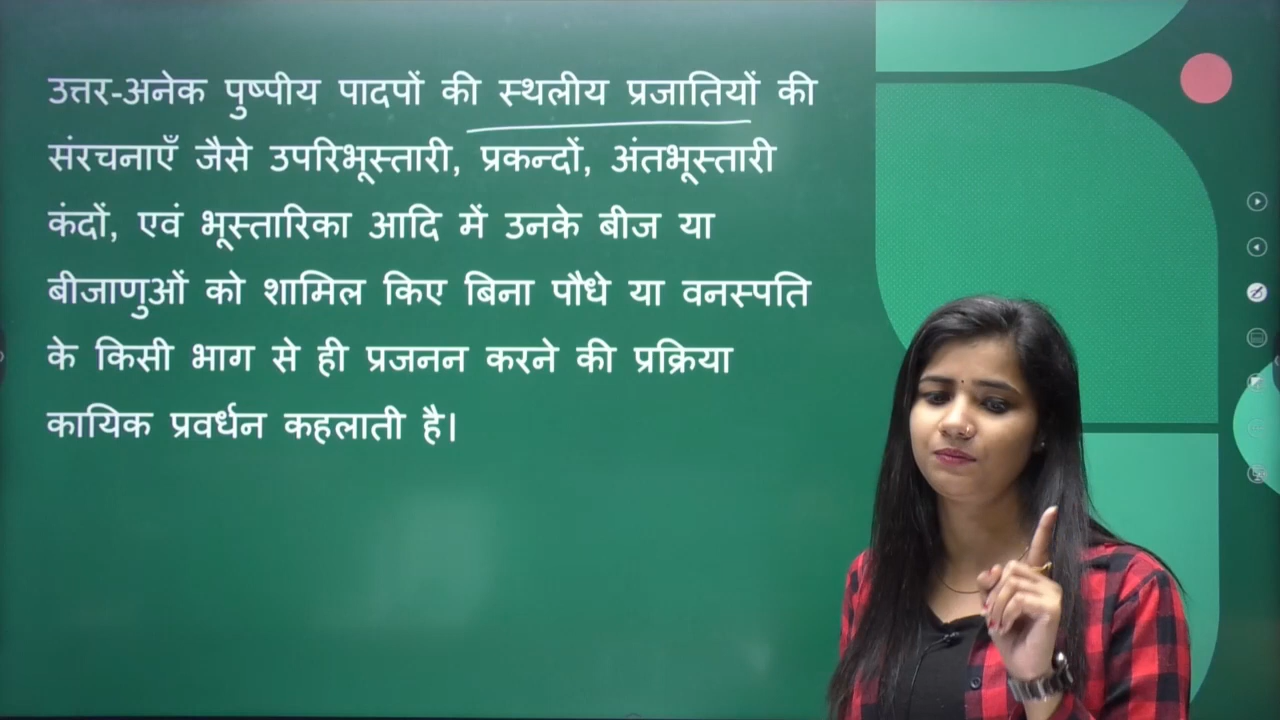 उत्तर-अनेक पुष्पीय पादपों की स्थलीय प्रजातियों की
संरचनाएँ जैसे उपरिभूस्तारी, प्रकन्दों, अंतभूस्तारी
कंदों, एवं भूस्तारिका आदि में उनके बीज या
बीजाणुओं को शामिल किए बिना पौधे या वनस्पति
के किसी भाग से ही प्रजनन करने की प्रक्रिया
कायिक प्रवर्धन कहलाती है।